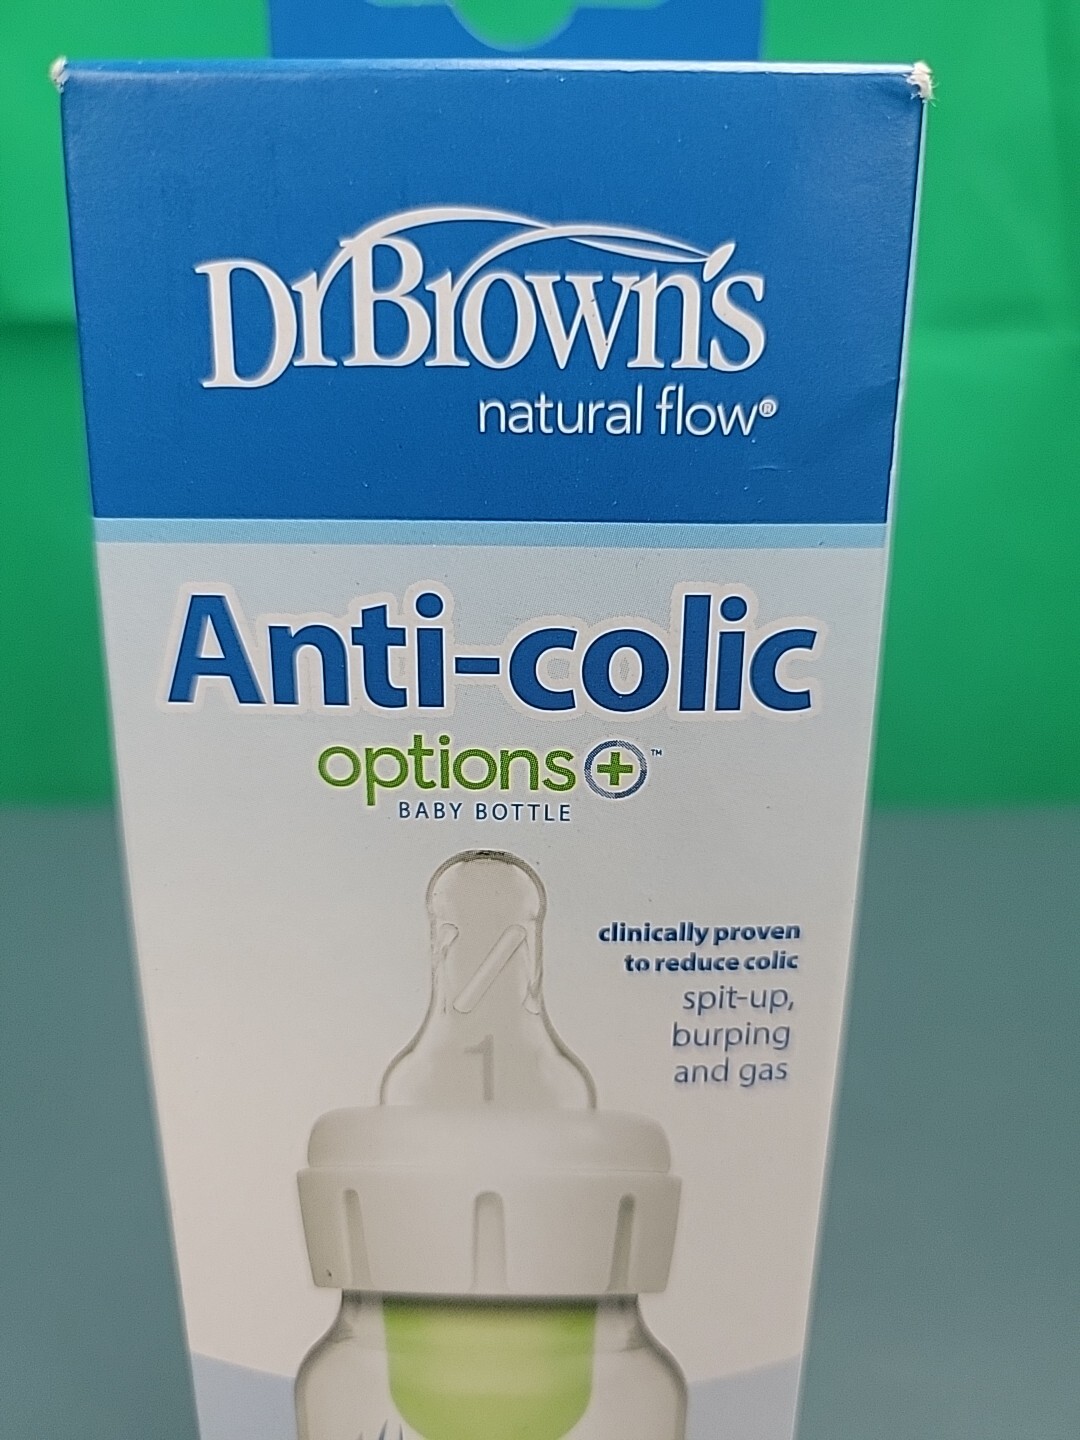 DrBrown's
natural flow®
Anti-colic
options+™
BABY BOTTLE
clinically proven
to reduce colic
spit-up,
burping
and gas
1